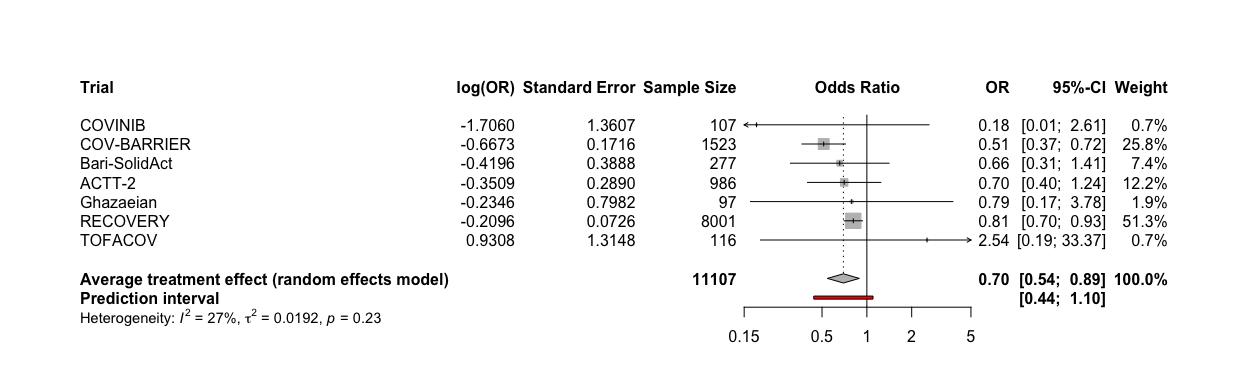 Trial log(OR) Standard Error Sample Size Odds Ratio OR 95%-CI Weight
COVINIB -1.7060 1.3607 107 0.18 [0.01; 2.61] 0.7%
COV-BARRIER -0.6673 0.1716 1523 0.51 [0.37; 0.72] 25.8%
Bari-SolidAct -0.4196 0.3888 277 0.66 [0.31; 1.41] 7.4%
ACTT-2 -0.3509 0.2890 986 0.70 [0.40; 1.24] 12.2%
Ghazaeian -0.2346 0.7982 97 0.79 [0.17; 3.78] 1.9%
RECOVERY -0.2096 0.0726 8001 0.81 [0.70; 0.93] 51.3%
TOFACOV 0.9308 1.3148 116 2.54 [0.19; 33.37] 0.7%
Average treatment effect (random effects model) 11107 0.70 [0.54; 0.89] 100.0%
Prediction interval [0.44; 1.10]
Heterogeneity: I² = 27%, τ² = 0.0192, p = 0.23
0.15 0.5 1 2 5